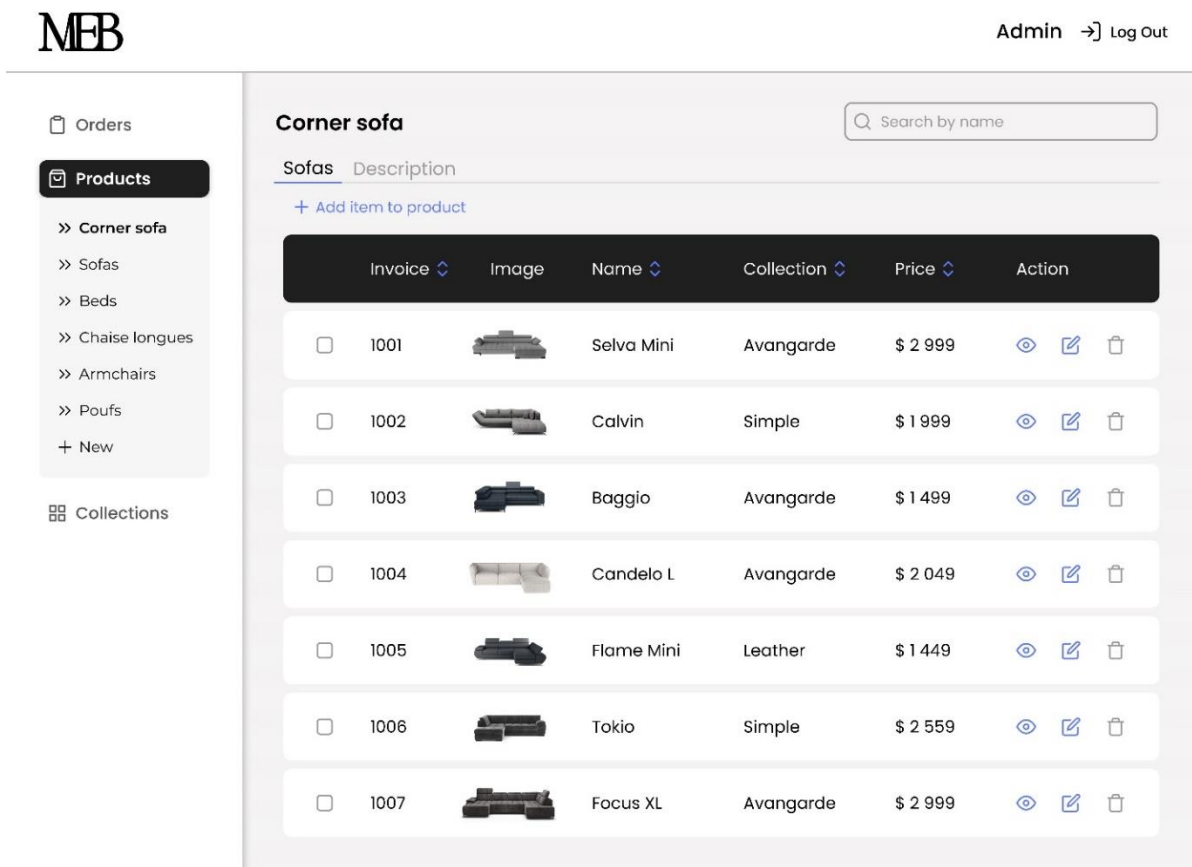 MEB
Admin Log Out
Orders
Products
Corner sofa
Sofas
Beds
Chaise longues
Armchairs
Poufs
+ New
Collections
Corner sofa
Search by name
Sofas Description
+ Add item to product
Invoice Image Name Collection Price Action
1001 Selva Mini Avangarde $ 2 999
1002 Calvin Simple $ 1 999
1003 Baggio Avangarde $ 1 499
1004 Candelo L Avangarde $ 2 049
1005 Flame Mini Leather $ 1 449
1006 Tokio Simple $ 2 559
1007 Focus XL Avangarde $ 2 999